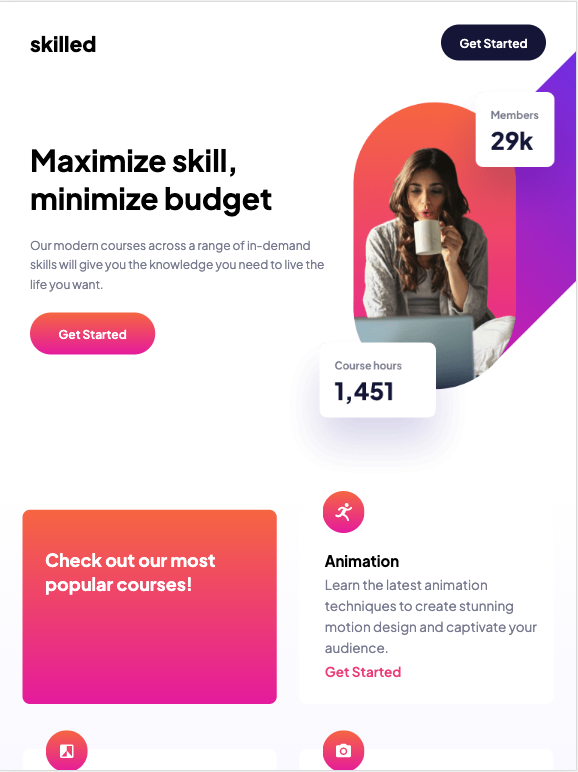 skilled
Get Started
Members
29k
Maximize skill,
minimize budget
Our modern courses across a range of in-demand
skills will give you the knowledge you need to live the
life you want.
Get Started
Course hours
1,451
Check out our most
popular courses!
Animation
Learn the latest animation
techniques to create stunning
motion design and captivate your
audience.
Get Started